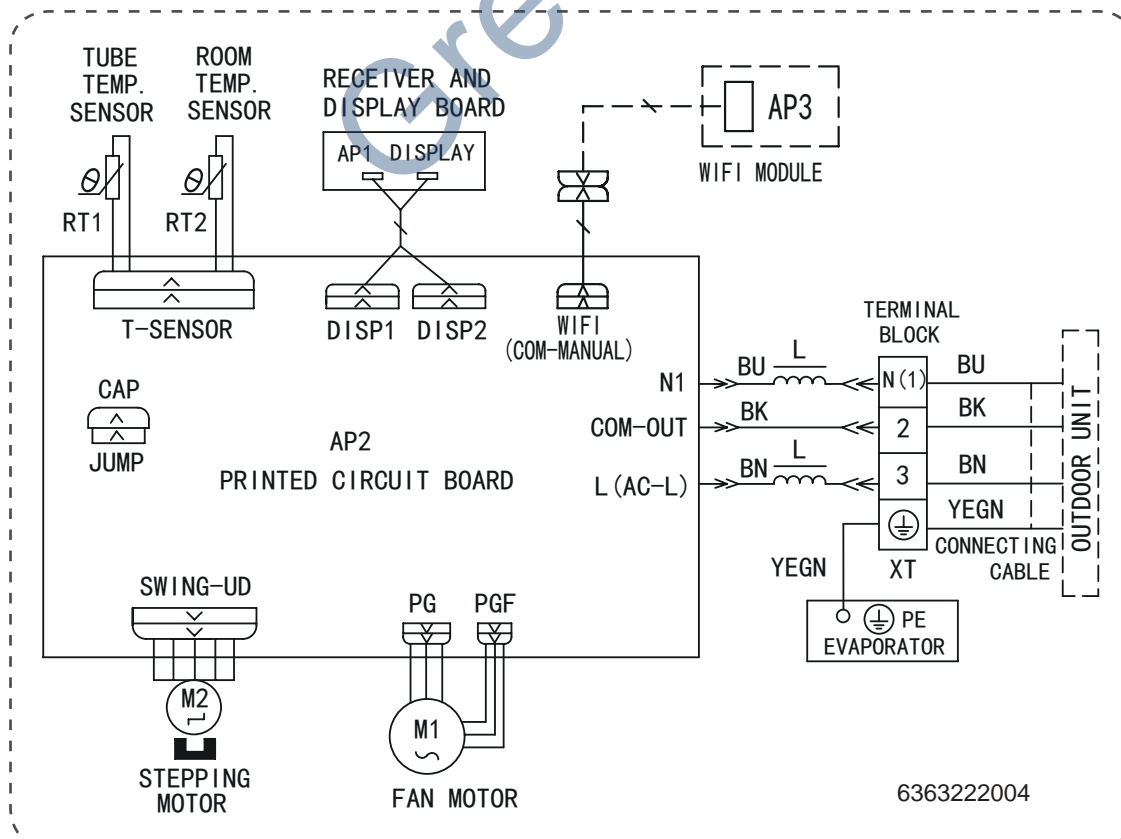 TUBE
TEMP.
SENSOR
ROOM
TEMP.
SENSOR
RECEIVER AND
DISPLAY BOARD
AP1 DISPLAY
AP3
WIFI MODULE
θ
RT1
θ
RT2
T-SENSOR
DISP1
DISP2
WIFI
(COM-MANUAL)
TERMINAL
BLOCK
CAP
JUMP
AP2
PRINTED CIRCUIT BOARD
N1
BU
L
N(1)
BU
COM-OUT
BK
2
BK
L(AC-L)
BN
L
3
BN
YEGN
OUTDOOR UNIT
CONNECTING
CABLE
XT
YEGN
PE
EVAPORATOR
SWING-UD
PG
PGF
M2
STEPPING
MOTOR
M1
FAN MOTOR
6363222004
Gre